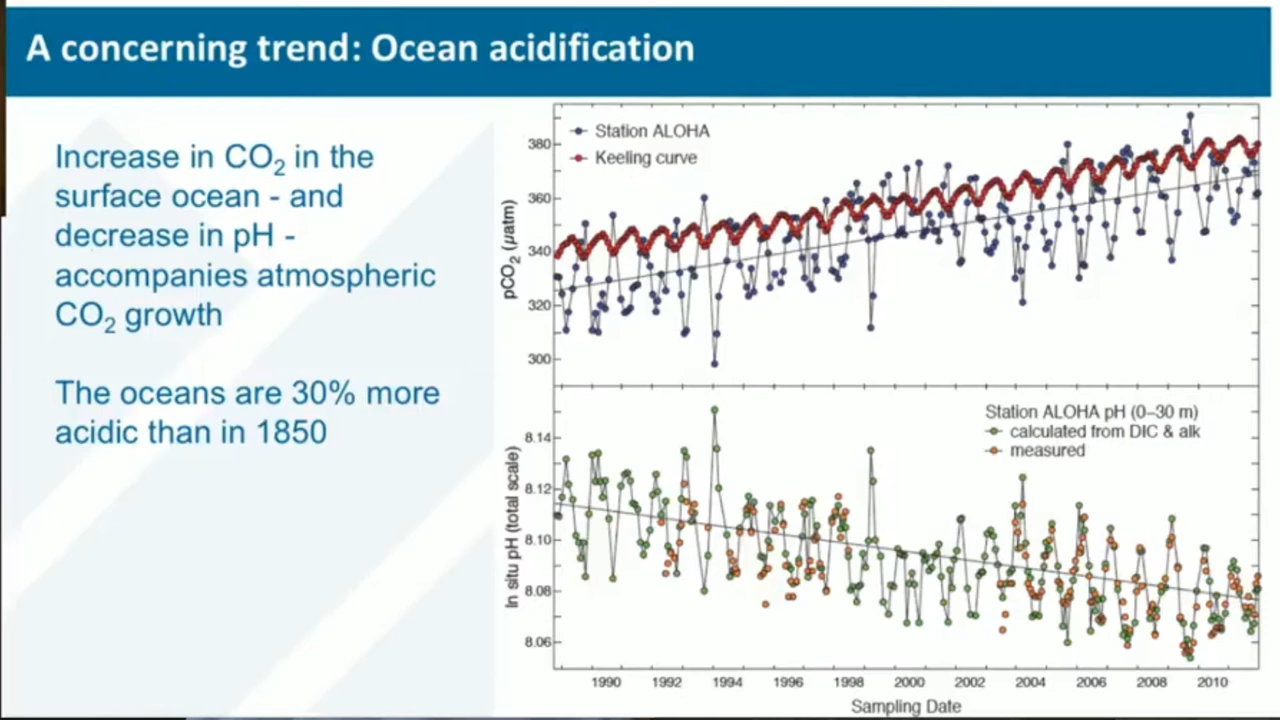 A concerning trend: Ocean acidification
Increase in CO₂ in the
surface ocean - and
decrease in pH -
accompanies atmospheric
CO₂ growth
The oceans are 30% more
acidic than in 1850
Station ALOHA
Keeling curve
pCO₂ (µatm)
380
360
340
320
300
Station ALOHA pH (0–30 m)
calculated from DIC & alk
measured
In situ pH (total scale)
8.14
8.12
8.10
8.08
8.06
1990 1992 1994 1996 1998 2000 2002 2004 2006 2008 2010
Sampling Date